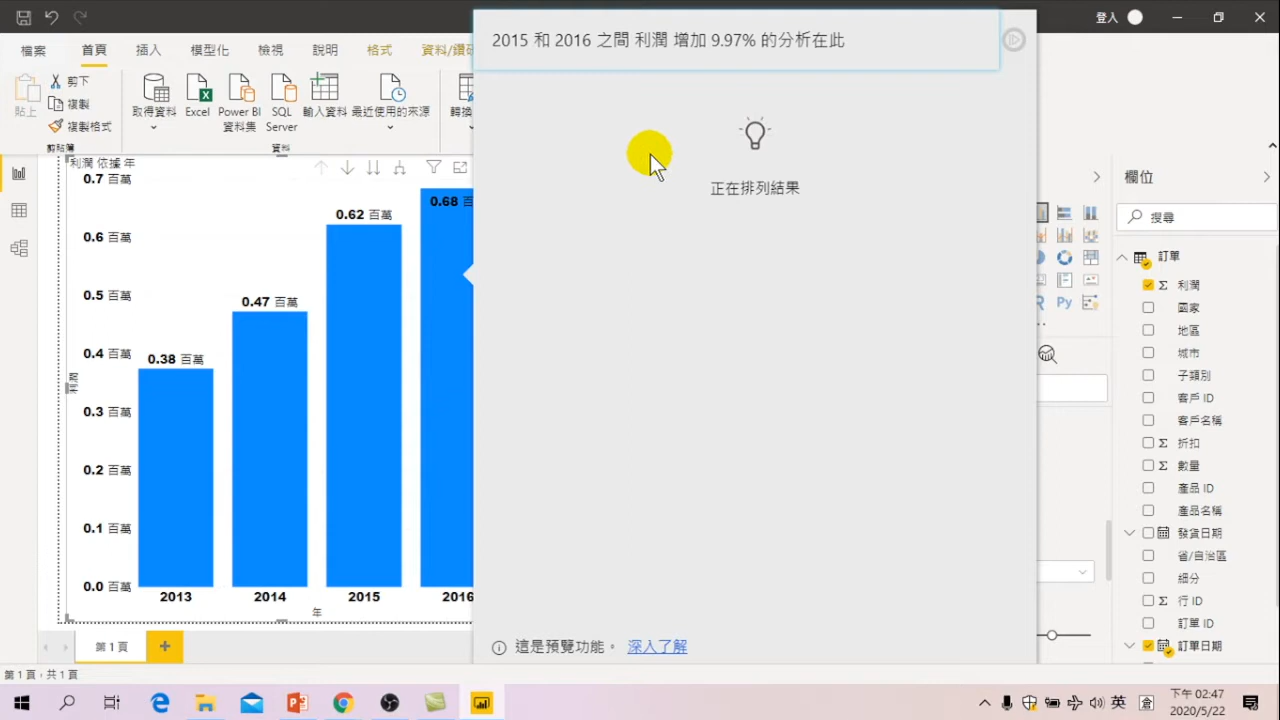 登入
檔案 首頁 插入 模型化 檢視 說明 格式 資料/鑽研
貼上
剪下
複製
複製格式
剪貼簿
取得資料
Excel
Power BI
資料集
SQL
Server
輸入資料
最近使用的來源
轉換
資料
2015 和 2016 之間 利潤 增加 9.97% 的分析在此
正在排列結果
這是預覽功能。 深入了解
利潤 依據 年
0.7 百萬
0.6 百萬
0.5 百萬
0.4 百萬
0.3 百萬
0.2 百萬
0.1 百萬
0.0 百萬
利潤
0.38 百萬
0.47 百萬
0.62 百萬
0.68 百
2013 2014 2015 2016
年
R Py
欄位
搜尋
訂單
利潤
國家
地區
城市
子類別
客戶 ID
客戶名稱
折扣
數量
產品 ID
產品名稱
發貨日期
省/自治區
細分
行 ID
訂單 ID
訂單日期
第 1 頁
第 1 頁，共 1 頁
英
下午 02:47
2020/5/22